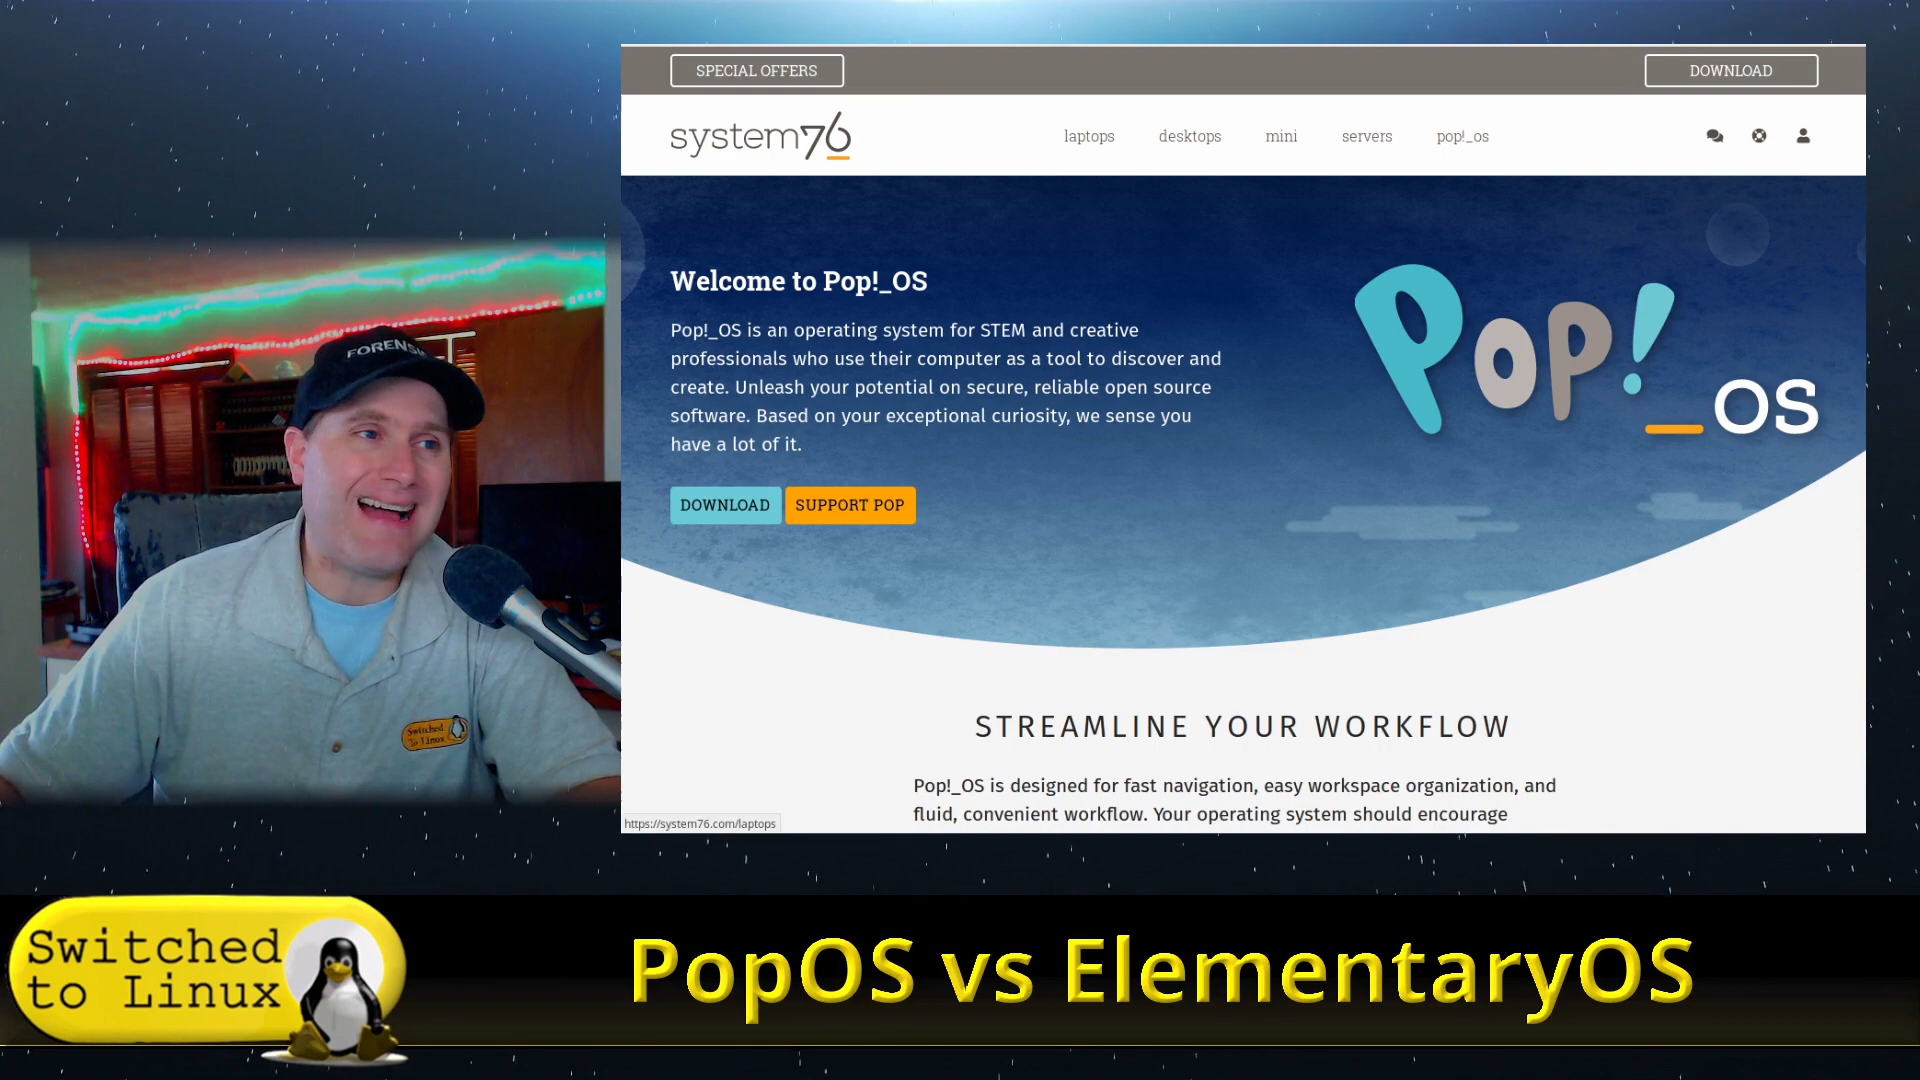 SPECIAL OFFERS
DOWNLOAD
system76
laptops
desktops
mini
servers
pop!_os
Welcome to Pop!_OS
Pop!_OS is an operating system for STEM and creative
professionals who use their computer as a tool to discover and
create. Unleash your potential on secure, reliable open source
software. Based on your exceptional curiosity, we sense you
have a lot of it.
DOWNLOAD
SUPPORT POP
Pop!_OS
STREAMLINE YOUR WORKFLOW
Pop!_OS is designed for fast navigation, easy workspace organization, and
fluid, convenient workflow. Your operating system should encourage
https://system76.com/laptops
Switched
To Linux
Switched
to Linux
PopOS vs ElementaryOS